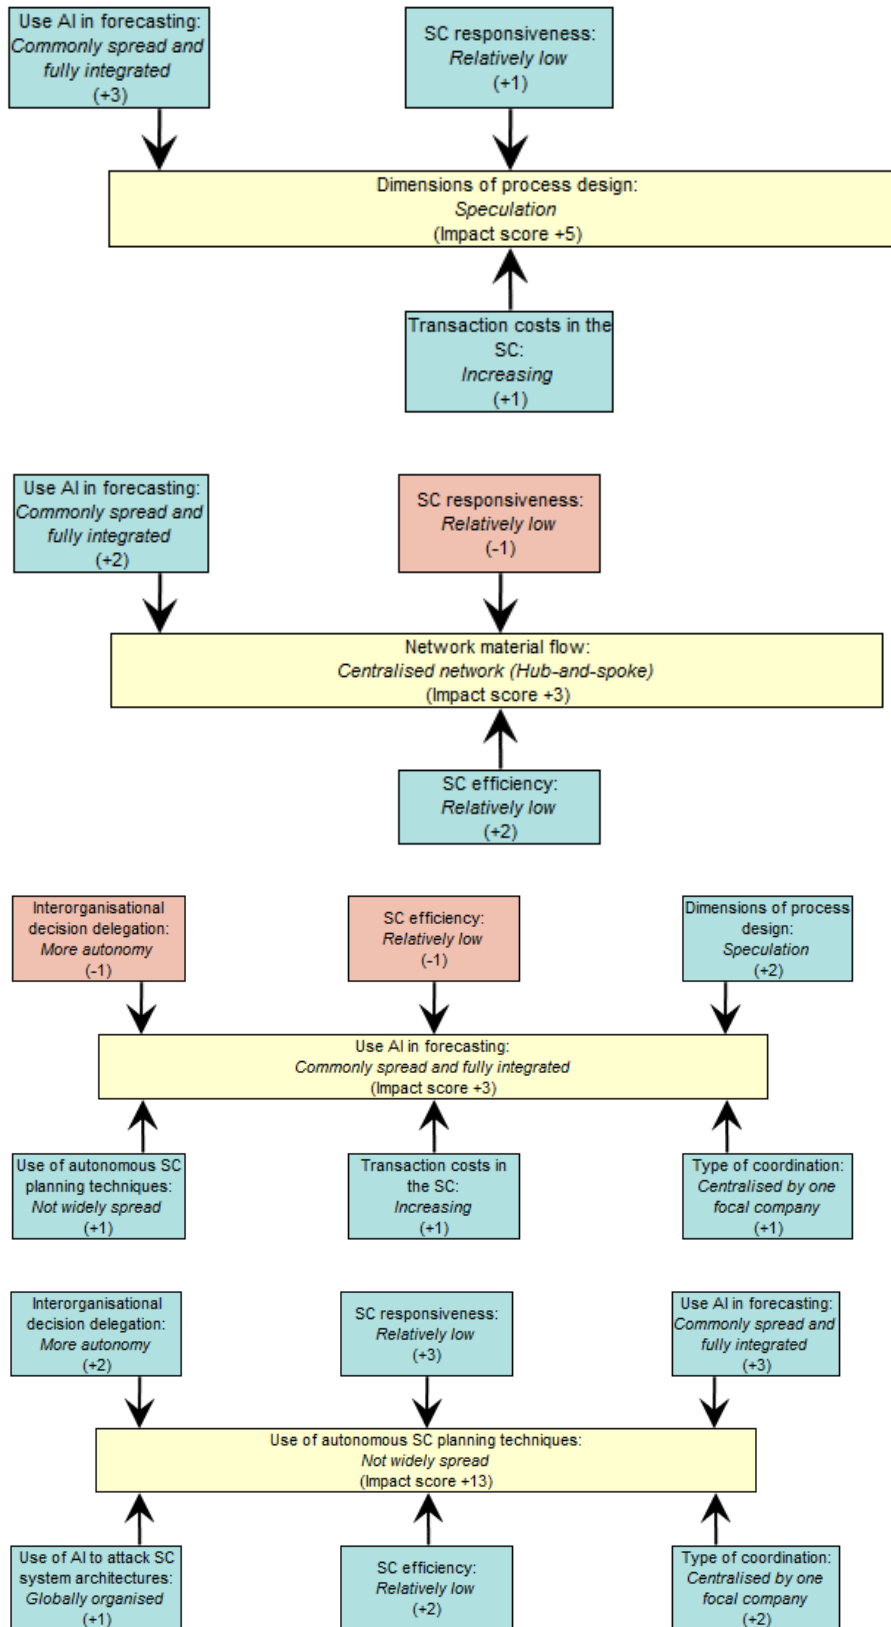 Use AI in forecasting:
Commonly spread and
fully integrated
(+3)
SC responsiveness:
Relatively low
(+1)
Dimensions of process design:
Speculation
(Impact score +5)
Transaction costs in the
SC:
Increasing
(+1)
Use AI in forecasting:
Commonly spread and
fully integrated
(+2)
SC responsiveness:
Relatively low
(-1)
Network material flow:
Centralised network (Hub-and-spoke)
(Impact score +3)
SC efficiency:
Relatively low
(+2)
Interorganisational
decision delegation:
More autonomy
(-1)
SC efficiency:
Relatively low
(-1)
Dimensions of process
design:
Speculation
(+2)
Use AI in forecasting:
Commonly spread and fully integrated
(Impact score +3)
Use of autonomous SC
planning techniques:
Not widely spread
(+1)
Transaction costs in
the SC:
Increasing
(+1)
Type of coordination:
Centralised by one
focal company
(+1)
Interorganisational
decision delegation:
More autonomy
(+2)
SC responsiveness:
Relatively low
(+3)
Use AI in forecasting:
Commonly spread and
fully integrated
(+3)
Use of autonomous SC planning techniques:
Not widely spread
(Impact score +13)
Use of AI to attack SC
system architectures:
Globally organised
(+1)
SC efficiency:
Relatively low
(+2)
Type of coordination:
Centralised by one
focal company
(+2)